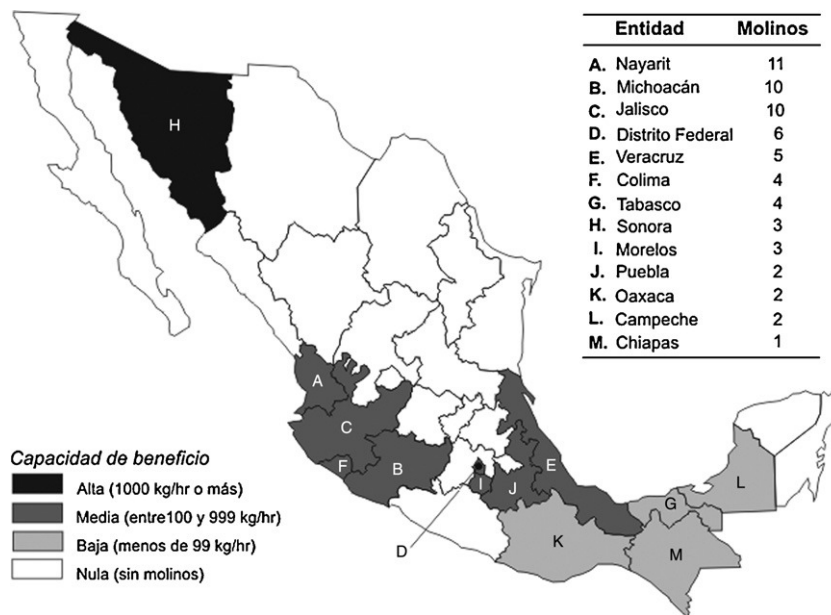 Entidad Molinos
A. Nayarit 11
B. Michoacán 10
C. Jalisco 10
D. Distrito Federal 6
E. Veracruz 5
F. Colima 4
G. Tabasco 4
H. Sonora 3
I. Morelos 3
J. Puebla 2
K. Oaxaca 2
L. Campeche 2
M. Chiapas 1
H
A
C
F
B
I
J
E
D
K
G
L
M
Capacidad de beneficio
Alta (1000 kg/hr o más)
Media (entre100 y 999 kg/hr)
Baja (menos de 99 kg/hr)
Nula (sin molinos)